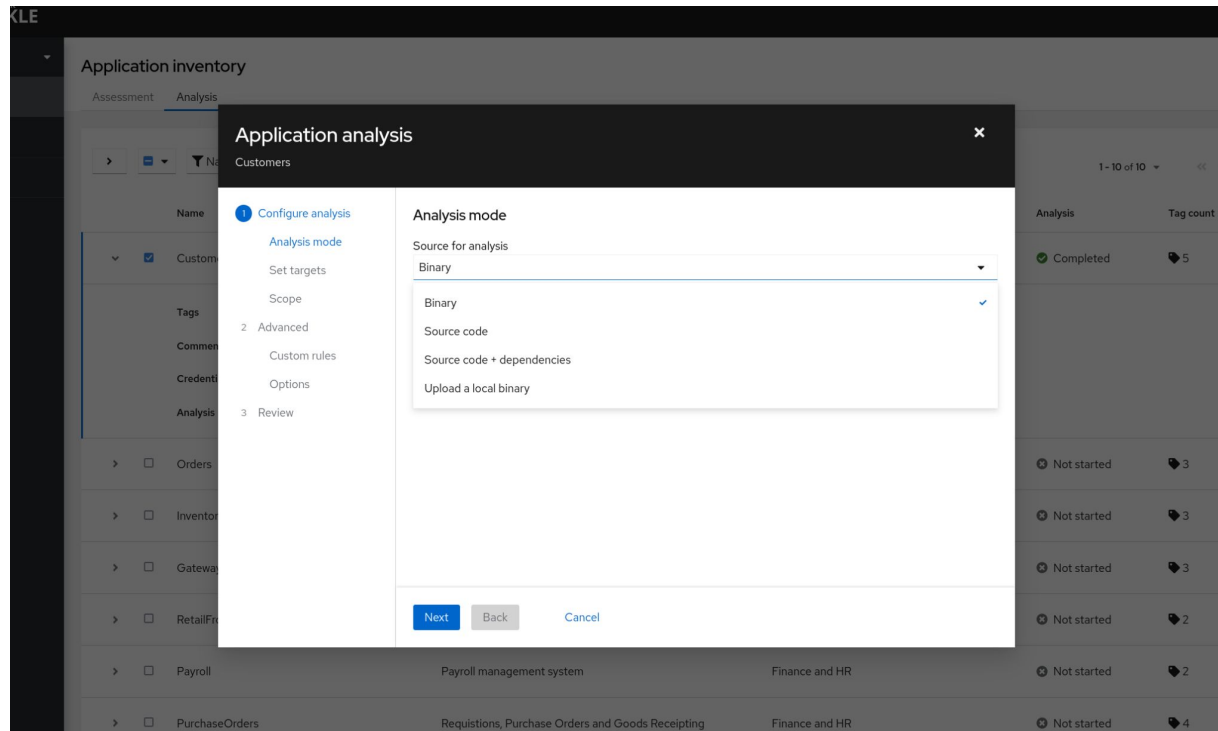 KLE
Application inventory
Assessment Analysis
Application analysis
Customers
1 - 10 of 10
Name Analysis Tag count
1 Configure analysis
Analysis mode
Set targets
Scope
2 Advanced
Custom rules
Options
3 Review
Analysis mode
Source for analysis
Binary
Binary
Source code
Source code + dependencies
Upload a local binary
Next Back Cancel
Completed 5
Tags
Analysis
Orders Not started 3
Not started 3
Not started 3
Not started 2
Payroll Payroll management system Finance and HR Not started 2
PurchaseOrders Requistions, Purchase Orders and Goods Receipting Finance and HR Not started 4